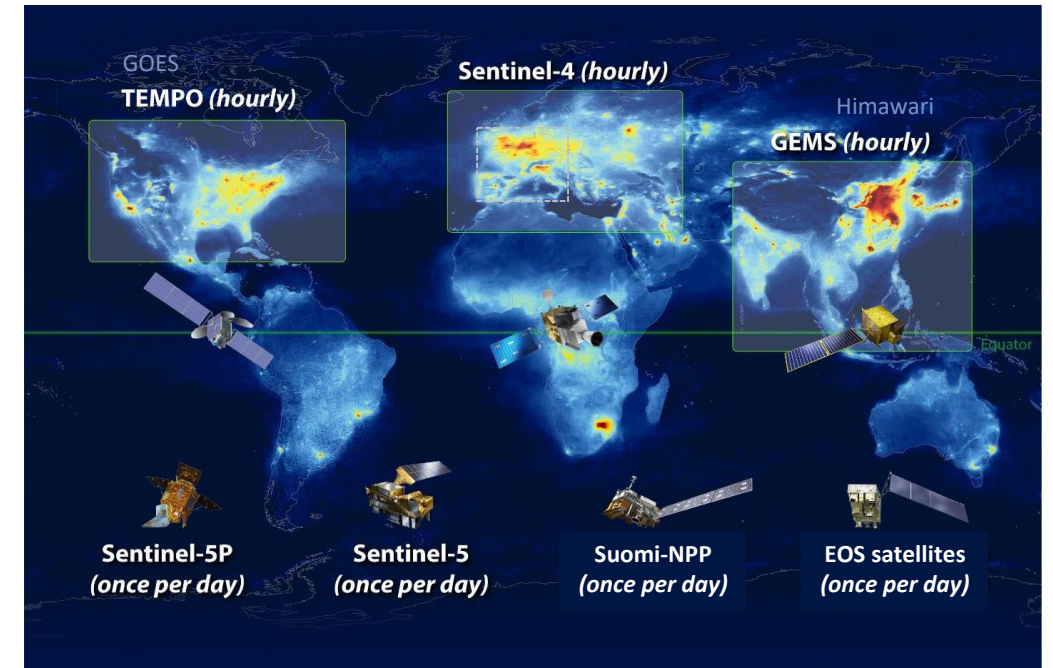 GOES
TEMPO (hourly)
Sentinel-4 (hourly)
Himawari
GEMS (hourly)
Equator
Sentinel-5P
(once per day)
Sentinel-5
(once per day)
Suomi-NPP
(once per day)
EOS satellites
(once per day)